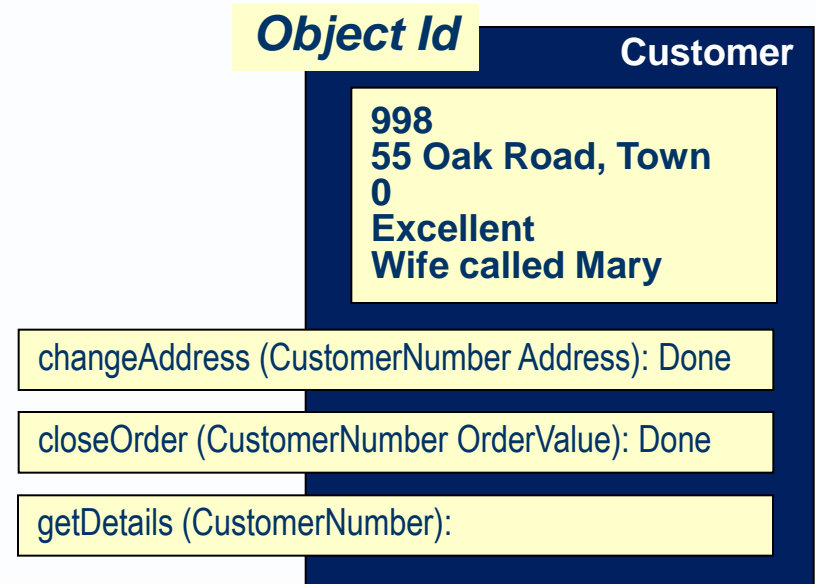 Object Id
Customer
998
55 Oak Road, Town
0
Excellent
Wife called Mary
changeAddress (CustomerNumber Address): Done
closeOrder (CustomerNumber OrderValue): Done
getDetails (CustomerNumber):